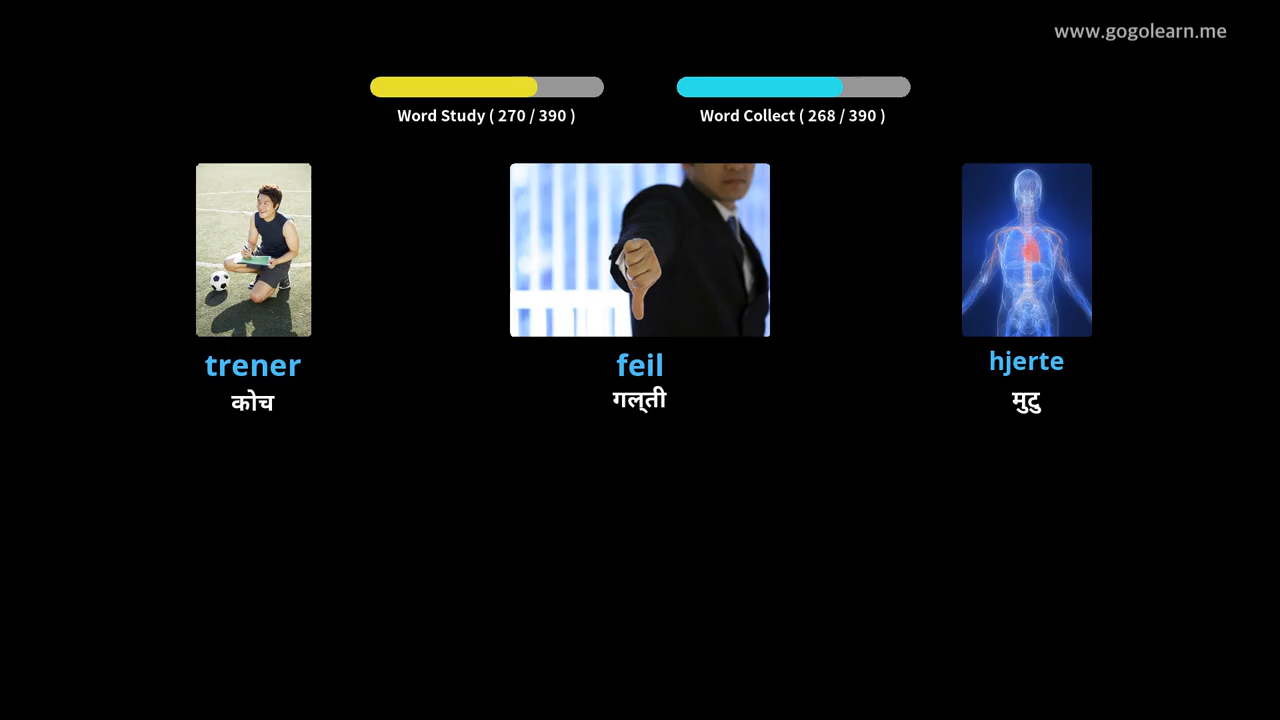 www.gogolearn.me
Word Study ( 270 / 390 )
Word Collect ( 268 / 390 )
trener
feil
hjerte
कोच
गल्ती
मुटु